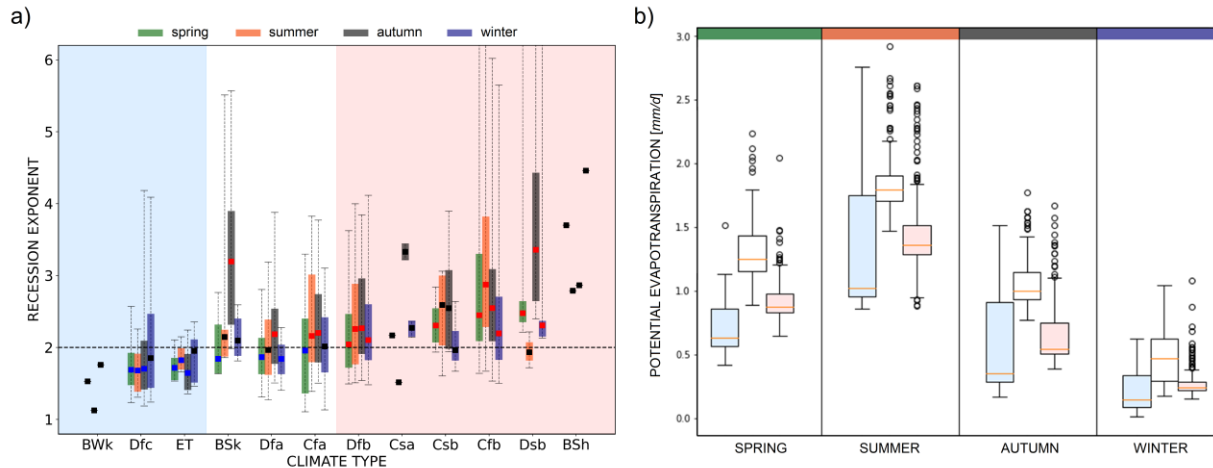 a)
spring summer autumn winter
RECESSION EXPONENT
6
5
4
3
2
1
BWk Dfc ET BSk Dfa Cfa Dfb Csa Csb Cfb Dsb BSh
CLIMATE TYPE
b)
POTENTIAL EVAPOTRANSPIRATION [mm/d]
3.0
2.5
2.0
1.5
1.0
0.5
0.0
SPRING SUMMER AUTUMN WINTER